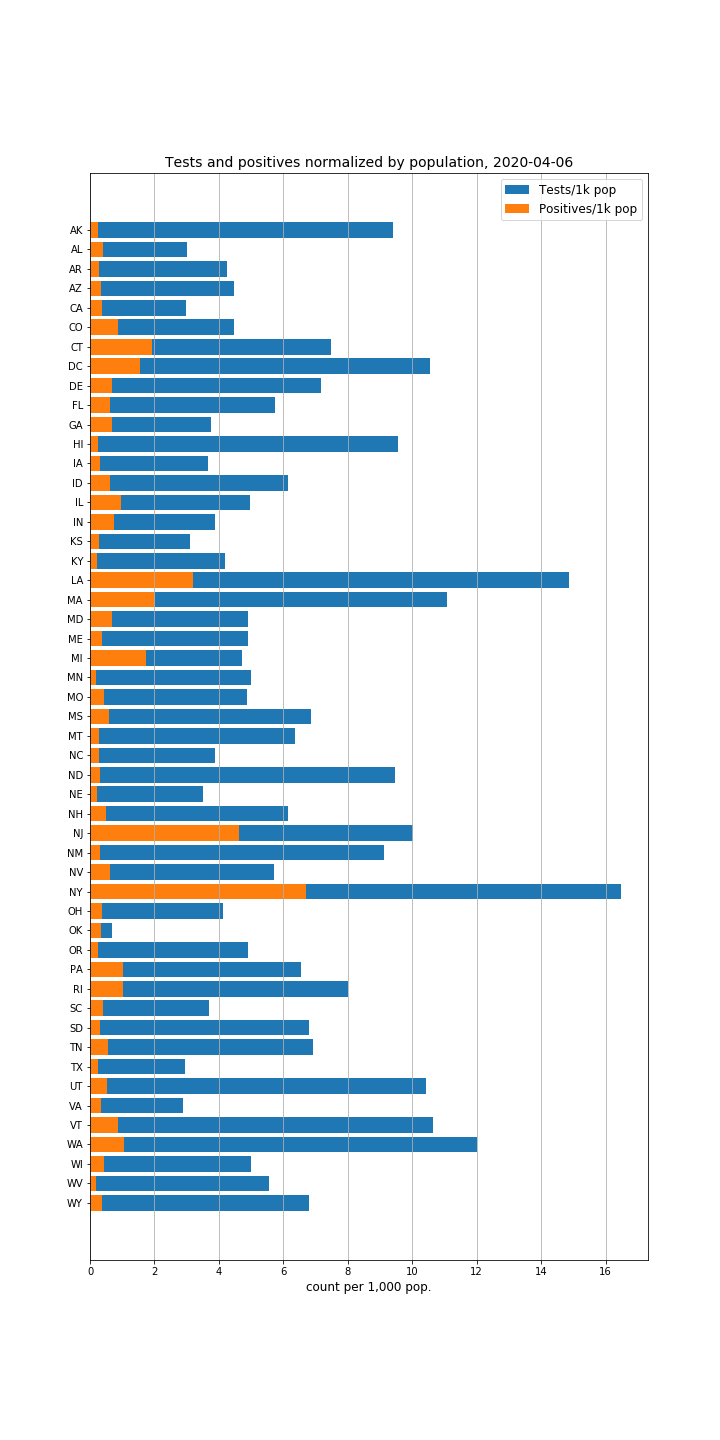 Tests and positives normalized by population, 2020-04-06
Tests/1k pop
Positives/1k pop
AK
AL
AR
AZ
CA
CO
CT
DC
DE
FL
GA
HI
IA
ID
IL
IN
KS
KY
LA
MA
MD
ME
MI
MN
MO
MS
MT
NC
ND
NE
NH
NJ
NM
NV
NY
OH
OK
OR
PA
RI
SC
SD
TN
TX
UT
VA
VT
WA
WI
WV
WY
0 2 4 6 8 10 12 14 16
count per 1,000 pop.